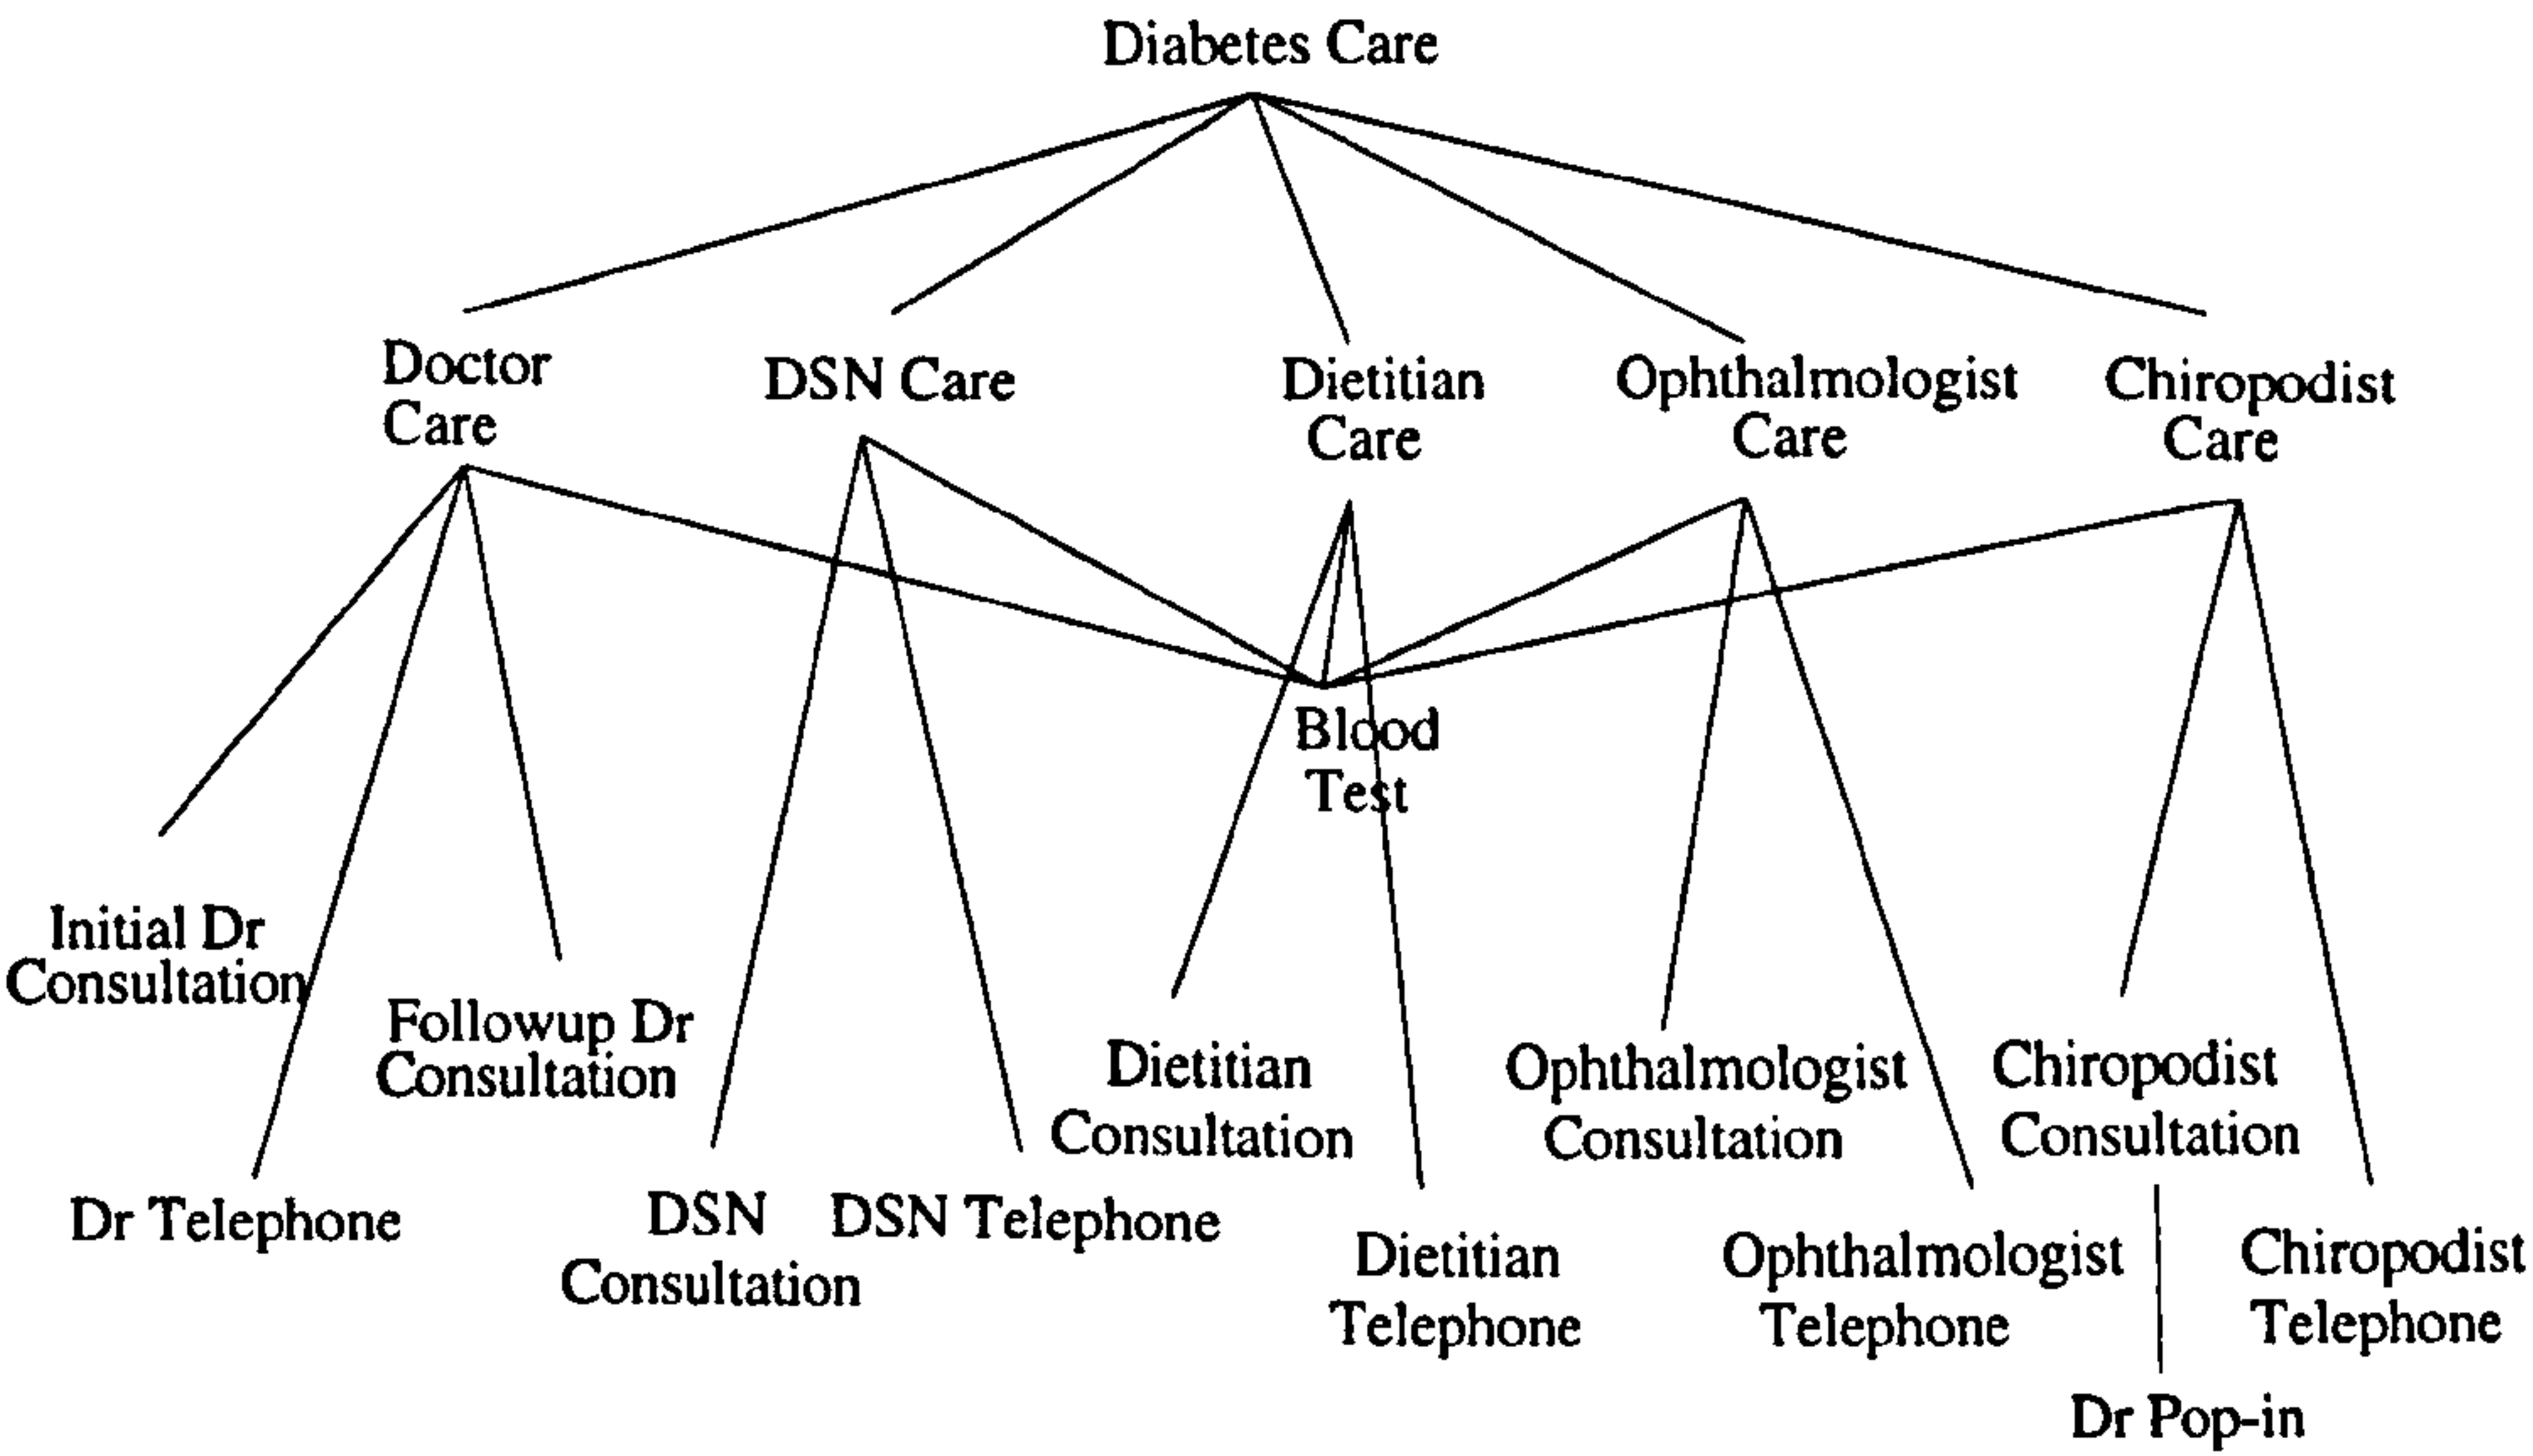 Diabetes Care
Doctor
Care
DSN Care
Dietitian
Care
Ophthalmologist
Care
Chiropodist
Care
Blood
Test
Initial Dr
Consultation
Followup Dr
Consultation
Dr Telephone
DSN
Consultation
DSN Telephone
Dietitian
Consultation
Dietitian
Telephone
Ophthalmologist
Consultation
Ophthalmologist
Telephone
Chiropodist
Consultation
Chiropodist
Telephone
Dr Pop-in